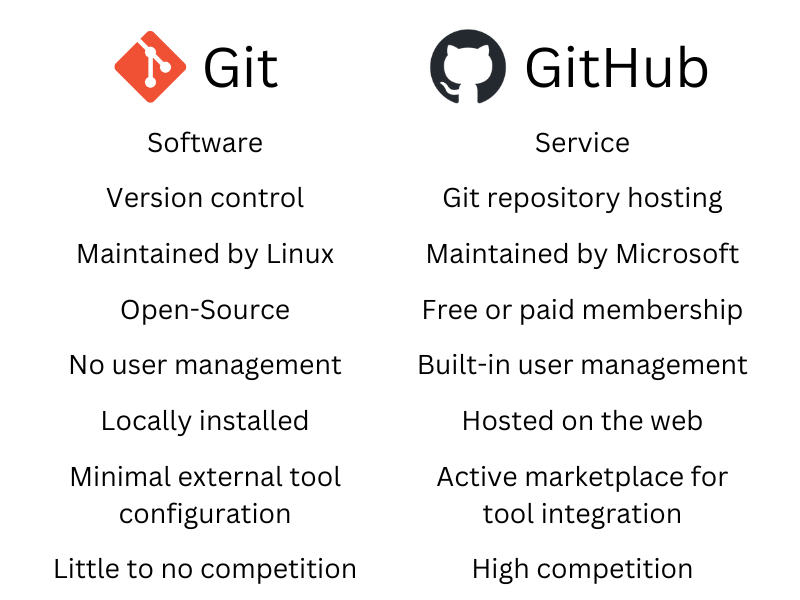 Git
GitHub
Software
Service
Version control
Git repository hosting
Maintained by Linux
Maintained by Microsoft
Open-Source
Free or paid membership
No user management
Built-in user management
Locally installed
Hosted on the web
Minimal external tool
configuration
Active marketplace for
tool integration
Little to no competition
High competition